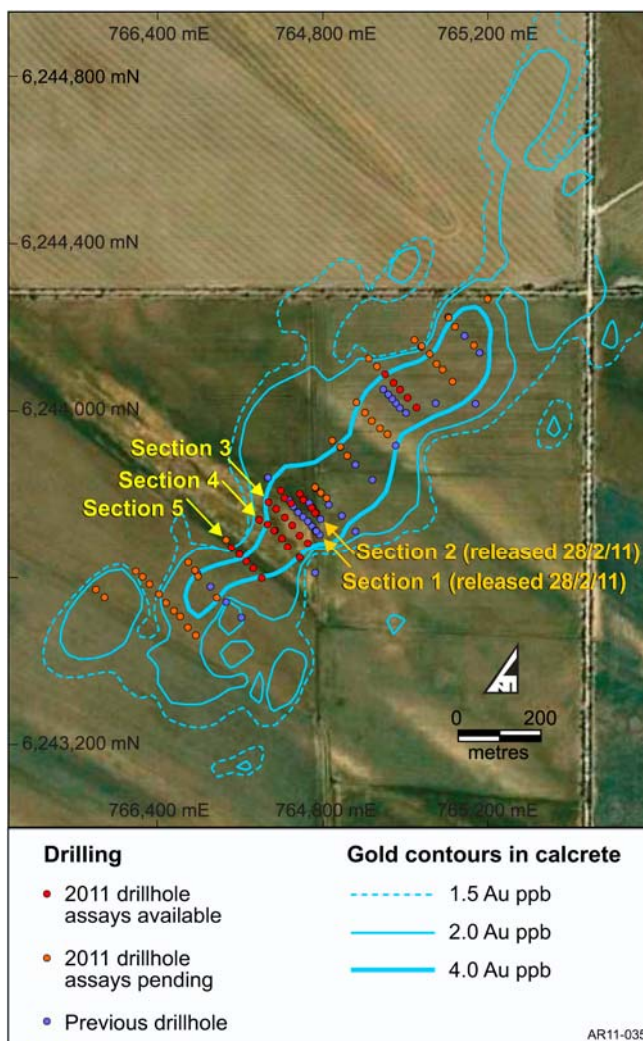 766,400 mE 764,800 mE 765,200 mE
6,244,800 mN
6,244,400 mN
6,244,000 mN
Section 3
Section 4
Section 5
Section 2 (released 28/2/11)
Section 1 (released 28/2/11)
0 200
metres
6,243,200 mN
766,400 mE 764,800 mE 765,200 mE
Drilling
2011 drillhole
assays available
2011 drillhole
assays pending
Previous drillhole
Gold contours in calcrete
1.5 Au ppb
2.0 Au ppb
4.0 Au ppb
AR11-035